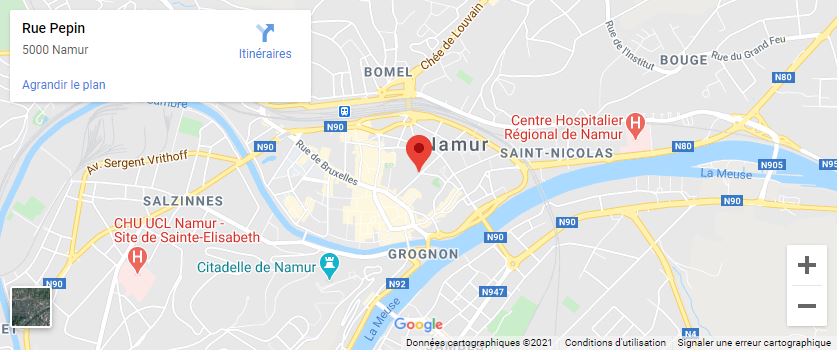 Rue Pepin
5000 Namur
Itinéraires
Agrandir le plan
Chée de Louvain
BOMEL
Rue de l'Institut
BOUGE
Rue du Grand Feu
N80
Sambre
N90
Namur
Centre Hospitalier
Régional de Namur
SAINT-NICOLAS
N80
N905
N95
La Meuse
Av. Sergent Vrithoff
Rue de Bruxelles
N90
SALZINNES
CHU UCL Namur -
Site de Sainte-Elisabeth
N90
N90
GROGNON
Citadelle de Namur
N90
N92
N947
La Meuse
N4
Google
Données cartographiques ©2021
Conditions d'utilisation
Signaler une erreur cartographique